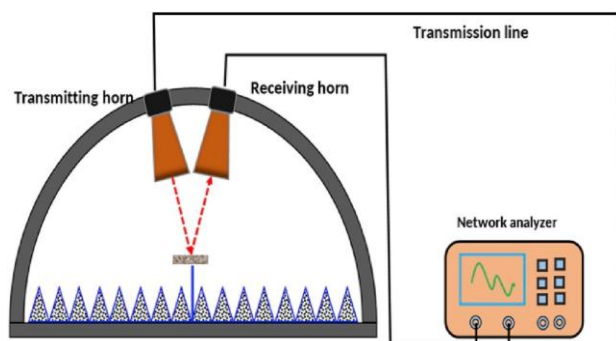 Transmission line
Transmitting horn
Receiving horn
Network analyzer